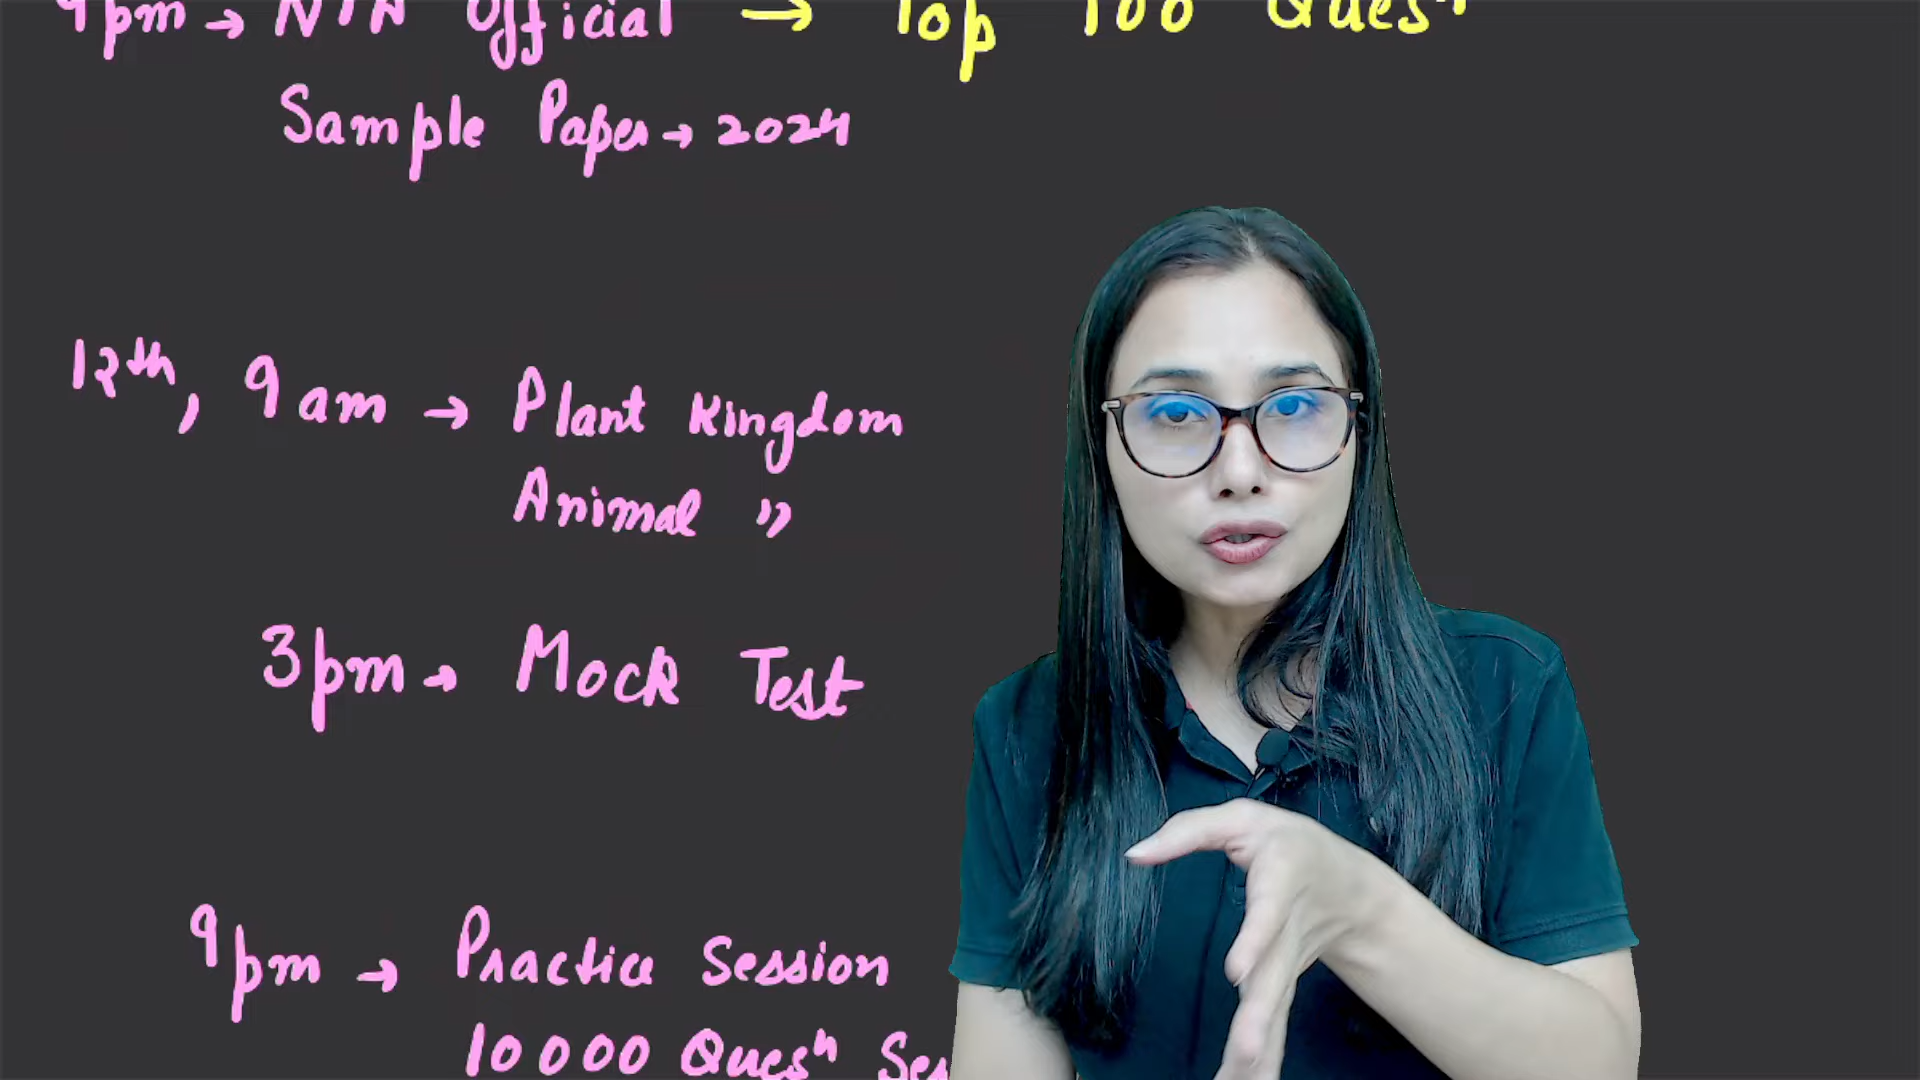 9pm → NTA Official → Top 100 Quesn
Sample Paper → 2024
12th, 9am → Plant Kingdom
Animal "
3pm → Mock Test
9pm → Practice Session
10000 Quesn